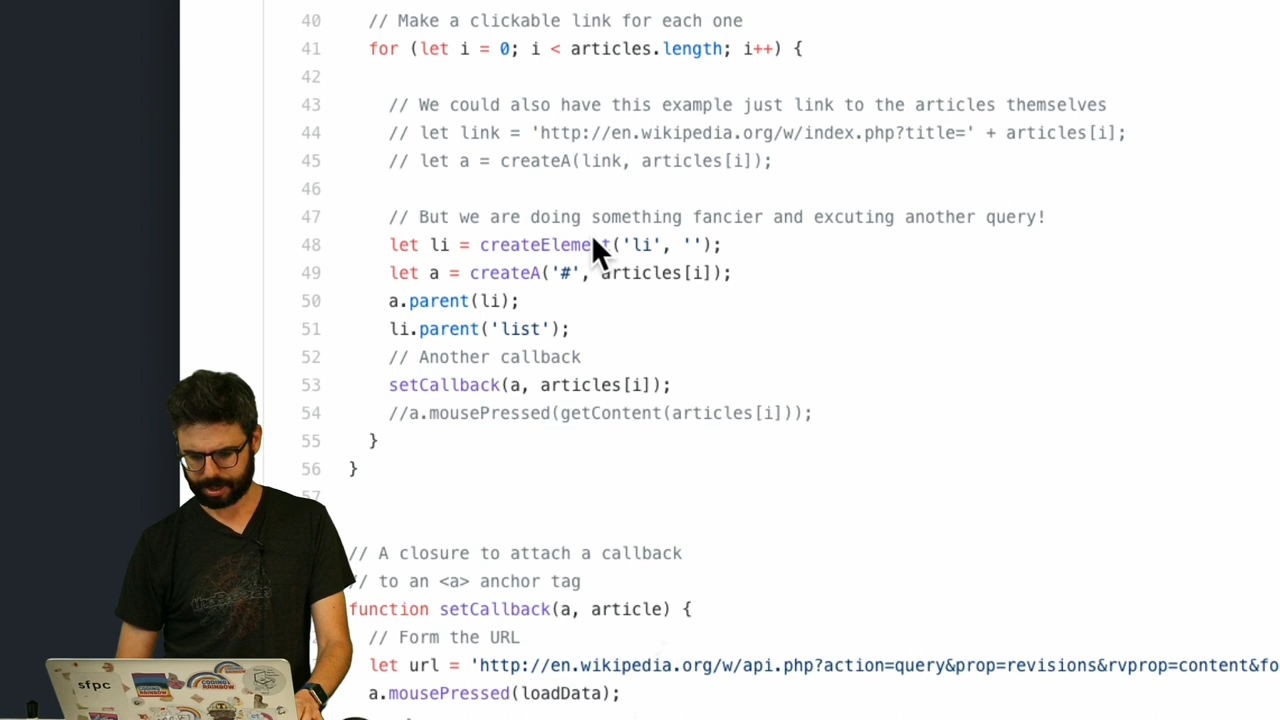 40 // Make a clickable link for each one
41 for (let i = 0; i < articles.length; i++) {
42
43 // We could also have this example just link to the articles themselves
44 // let link = 'http://en.wikipedia.org/w/index.php?title=' + articles[i];
45 // let a = createA(link, articles[i]);
46
47 // But we are doing something fancier and excuting another query!
48 let li = createElement('li', '');
49 let a = createA('#', articles[i]);
50 a.parent(li);
51 li.parent('list');
52 // Another callback
53 setCallback(a, articles[i]);
54 //a.mousePressed(getContent(articles[i]));
55 }
56 }
57
// A closure to attach a callback
// to an <a> anchor tag
function setCallback(a, article) {
// Form the URL
let url = 'http://en.wikipedia.org/w/api.php?action=query&prop=revisions&rvprop=content&fo
a.mousePressed(loadData);
sfpc
CODING RAINBOW
CODING RAINBOW